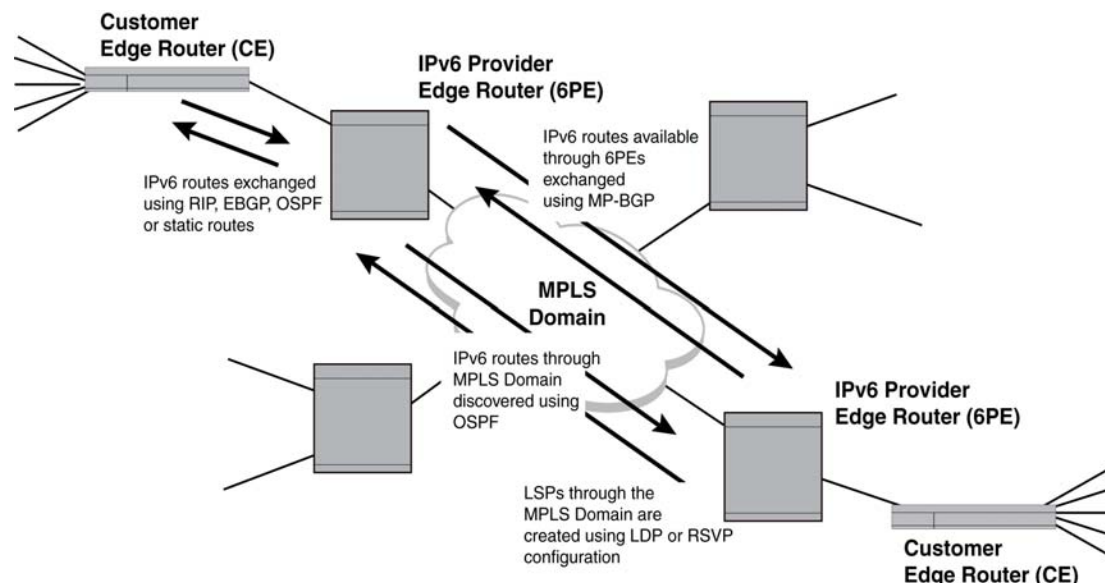 Customer
Edge Router (CE)
IPv6 Provider
Edge Router (6PE)
IPv6 routes available
through 6PEs
exchanged
using MP-BGP
IPv6 routes exchanged
using RIP, EBGP, OSPF
or static routes
MPLS
Domain
IPv6 routes through
MPLS Domain
discovered using
OSPF
IPv6 Provider
Edge Router (6PE)
LSPs through the
MPLS Domain are
created using LDP or RSVP
configuration
Customer
Edge Router (CE)